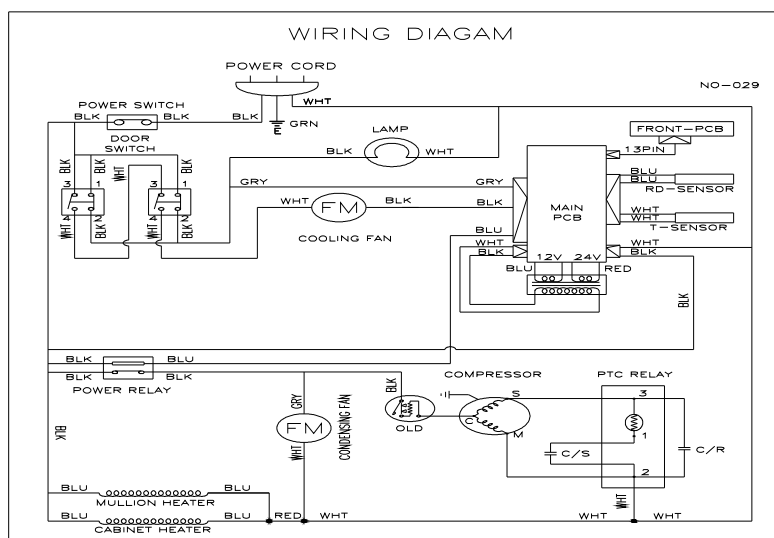 WIRING DIAGAM
POWER CORD
NO-029
WHT
POWER SWITCH
BLK BLK BLK
GRN
FRONT-PCB
DOOR
SWITCH
LAMP
13PIN
BLK WHT
BLK BLK WHT BLK
BLU
BLU
RD-SENSOR
GRY GRY
3 1 3 1
WHT FM BLK BLK
MAIN
PCB
WHT
WHT
T-SENSOR
4 2 4 2
WHT BLK WHT BLK
COOLING FAN
BLU
WHT
BLK
WHT
BLK
12V 24V
BLU RED
BLK
BLK BLU
BLK BLK
POWER RELAY
BLK
COMPRESSOR
PTC RELAY
GRY
S
3
FM
CONDENSING FAN
OLD
C
M
1
BLK
WHT
C/S
C/R
2
WHT
BLU BLU
MULLION HEATER
BLU BLU RED WHT WHT WHT
CABINET HEATER